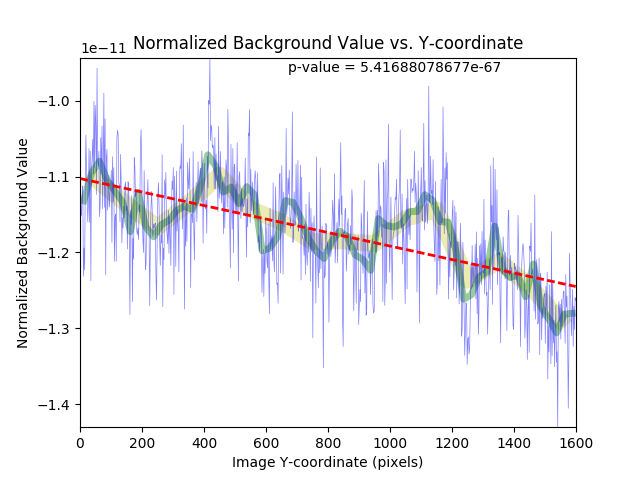 1e−11
Normalized Background Value vs. Y-coordinate
p-value = 5.41688078677e-67
Normalized Background Value
−1.0
−1.1
−1.2
−1.3
−1.4
0 200 400 600 800 1000 1200 1400 1600
Image Y-coordinate (pixels)